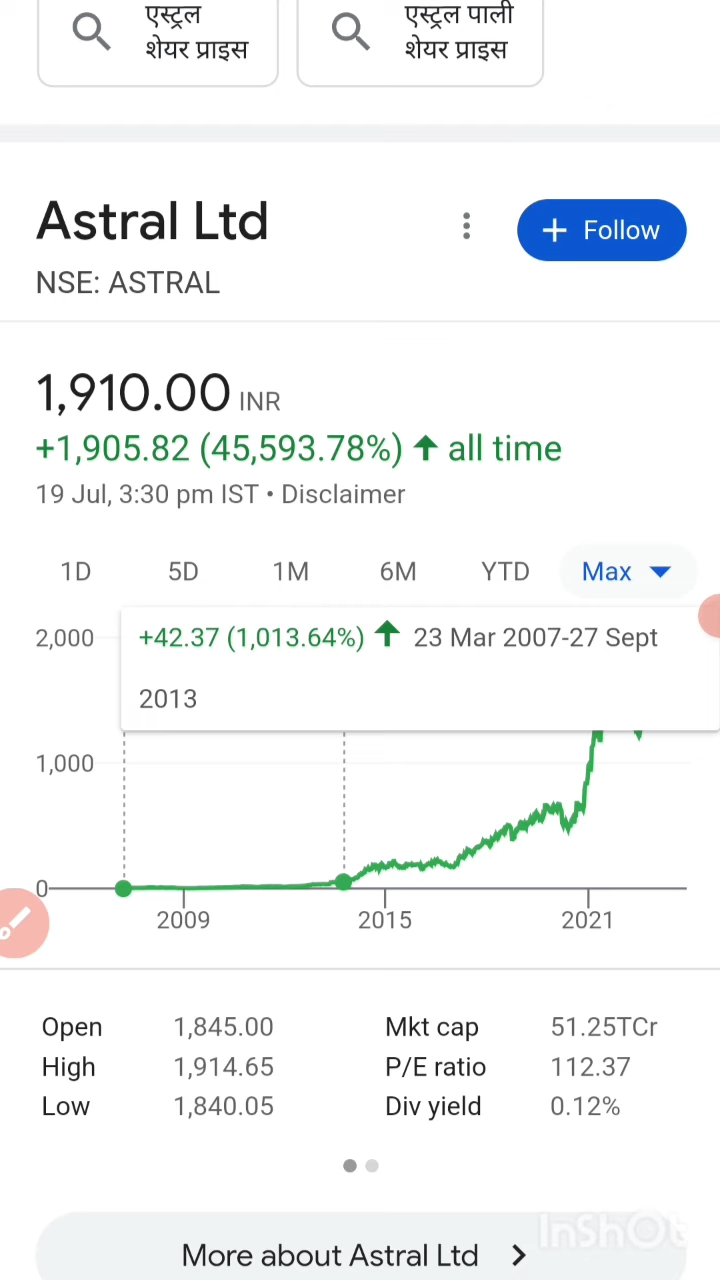 एस्ट्रल
शेयर प्राइस
एस्ट्रल पाली
शेयर प्राइस
Astral Ltd
+ Follow
NSE: ASTRAL
1,910.00 INR
+1,905.82 (45,593.78%) ↑ all time
19 Jul, 3:30 pm IST • Disclaimer
1D 5D 1M 6M YTD Max
+42.37 (1,013.64%) ↑ 23 Mar 2007-27 Sept
2013
2,000
1,000
0
2009 2015 2021
Open 1,845.00 Mkt cap 51.25TCr
High 1,914.65 P/E ratio 112.37
Low 1,840.05 Div yield 0.12%
InShOt
More about Astral Ltd